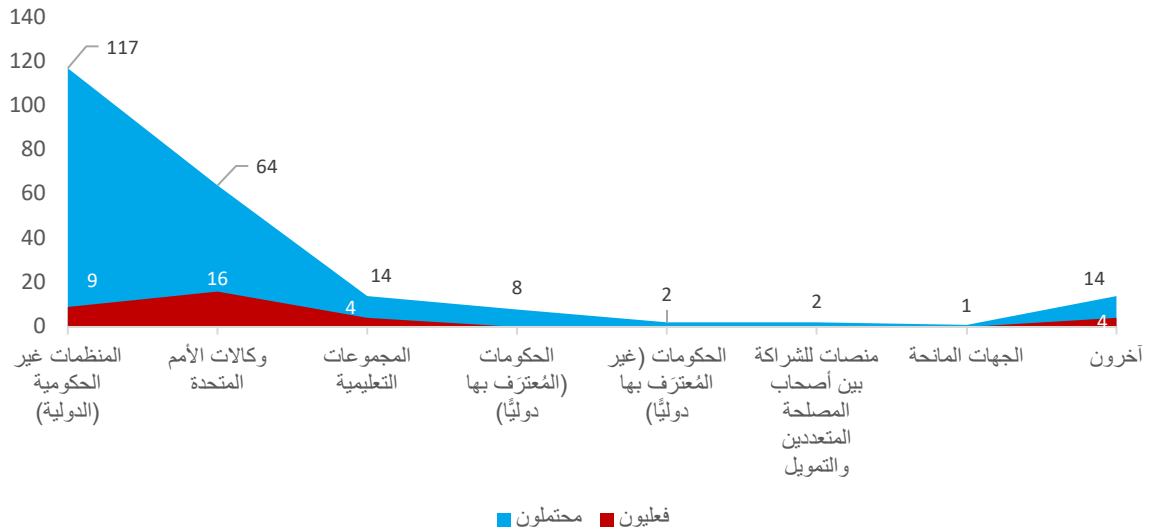 140
120
100
80
60
40
20
0
117
64
14
8
2
2
1
14
9
16
4
4
المنظمات غير
الحكومية
(الدولية)
وكالات الأمم
المتحدة
المجموعات
التعليمية
الحكومات
(المُعترَف بها
دوليًّا)
الحكومات (غير
المُعترَف بها
دوليًّا)
منصات للشراكة
بين أصحاب
المصلحة
المتعددين
والتمويل
الجهات المانحة
آخرون
محتملون
فعليون